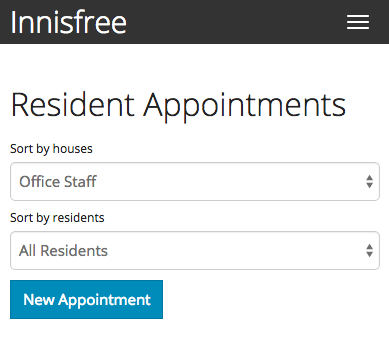 Innisfree
Resident Appointments
Sort by houses
Office Staff
Sort by residents
All Residents
New Appointment